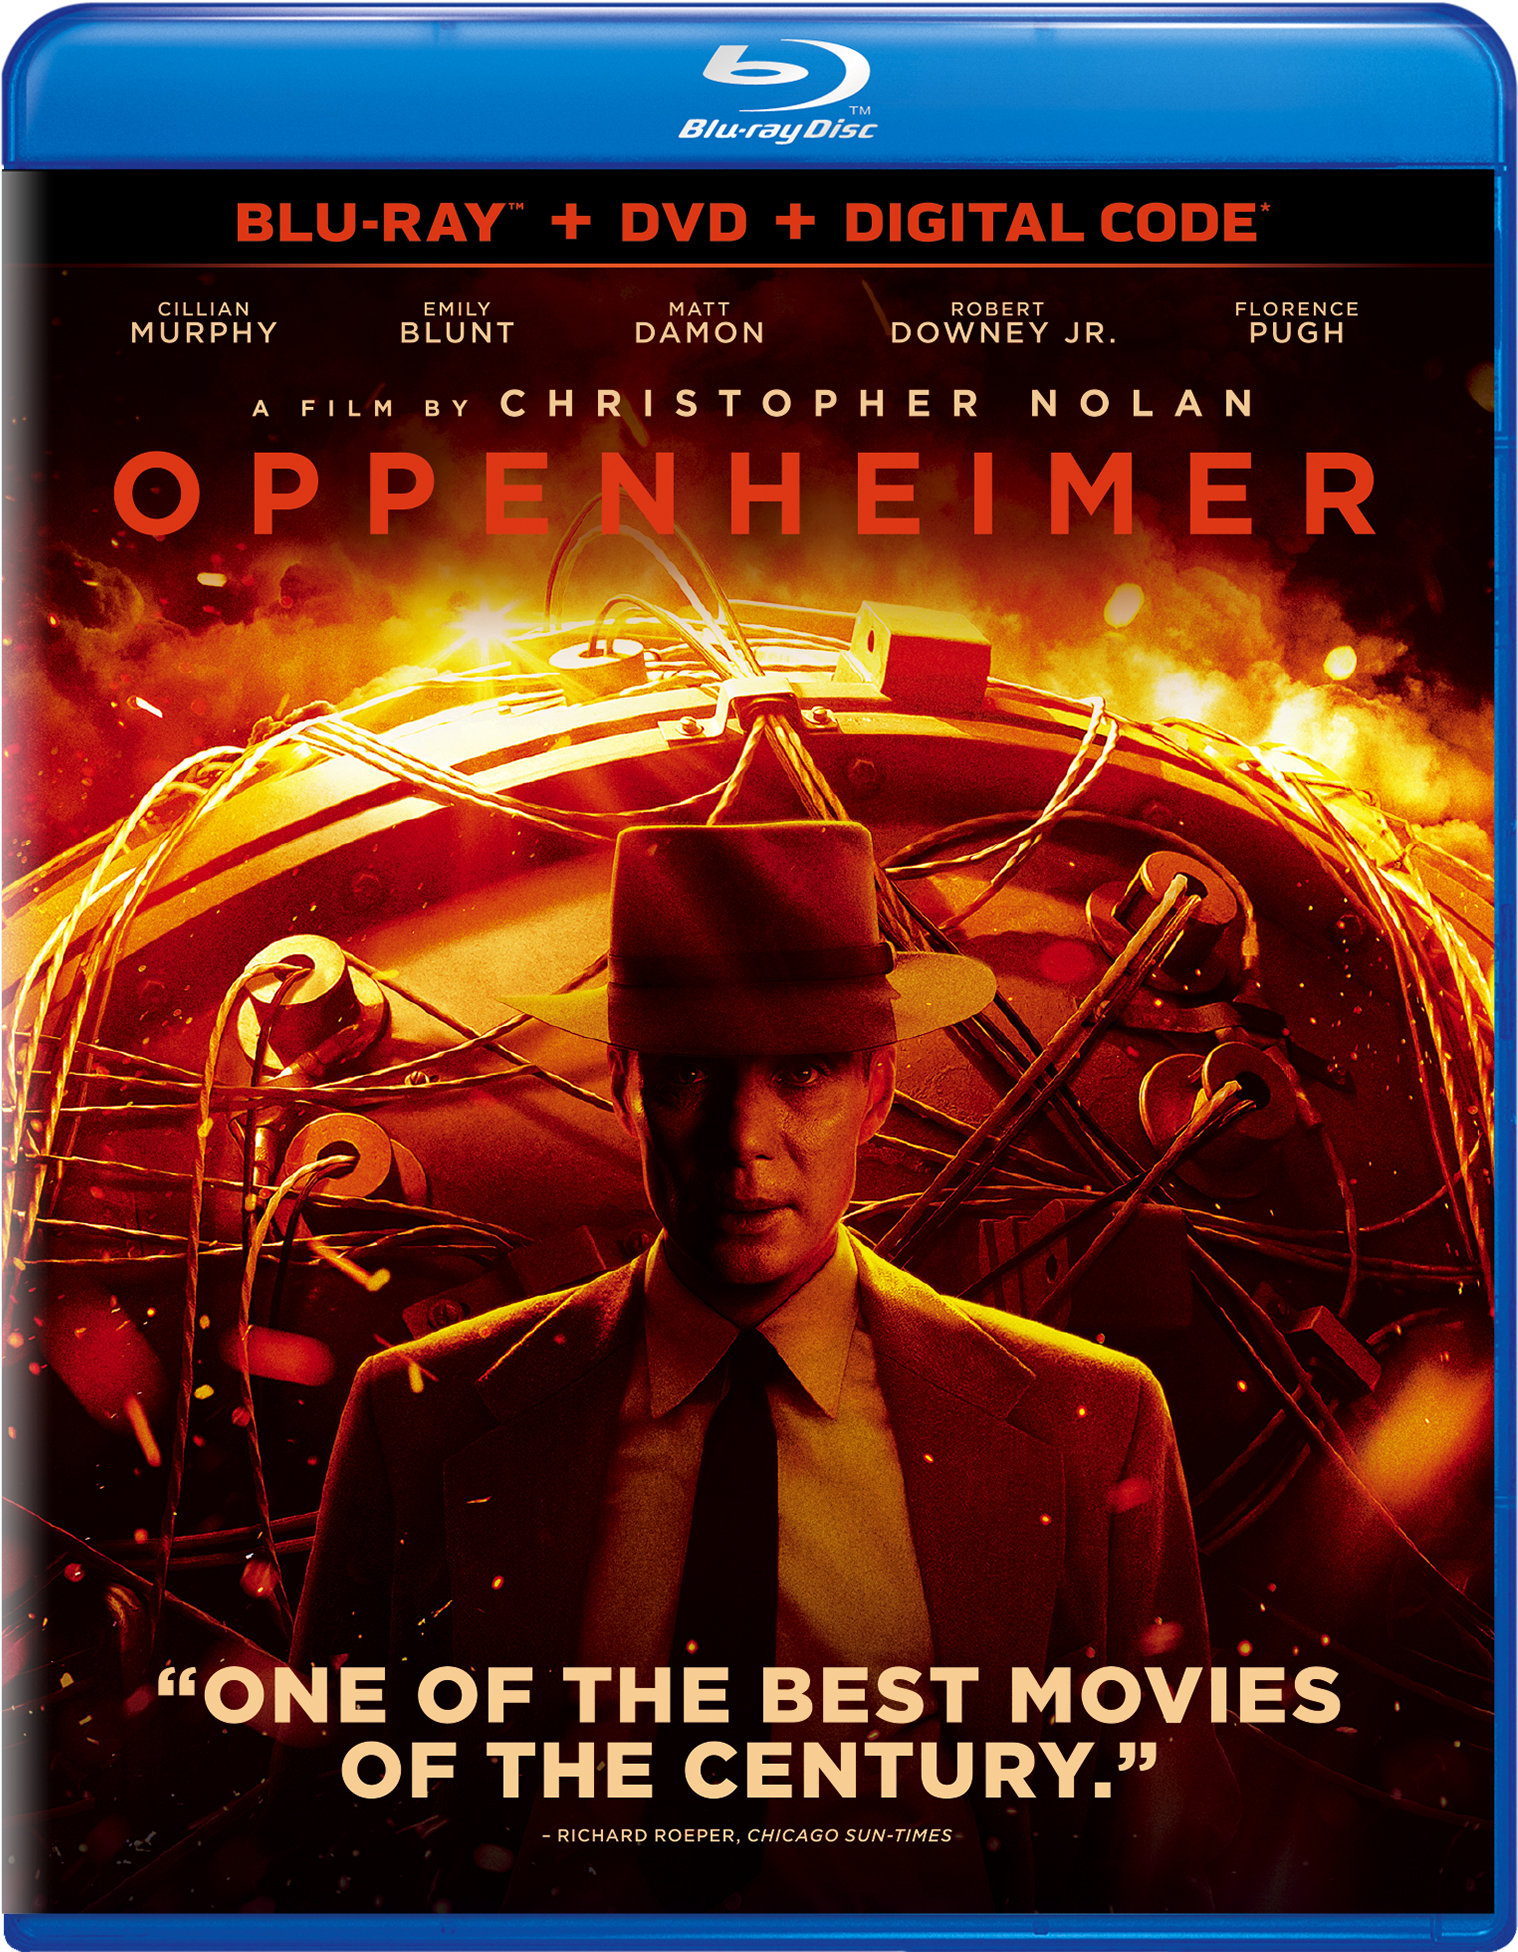 Blu-ray Disc™
BLU-RAY™ + DVD + DIGITAL CODE*
CILLIAN MURPHY
EMILY BLUNT
MATT DAMON
ROBERT DOWNEY JR.
FLORENCE PUGH
A FILM BY CHRISTOPHER NOLAN
OPPENHEIMER
“ONE OF THE BEST MOVIES
OF THE CENTURY.”
– RICHARD ROEPER, CHICAGO SUN-TIMES